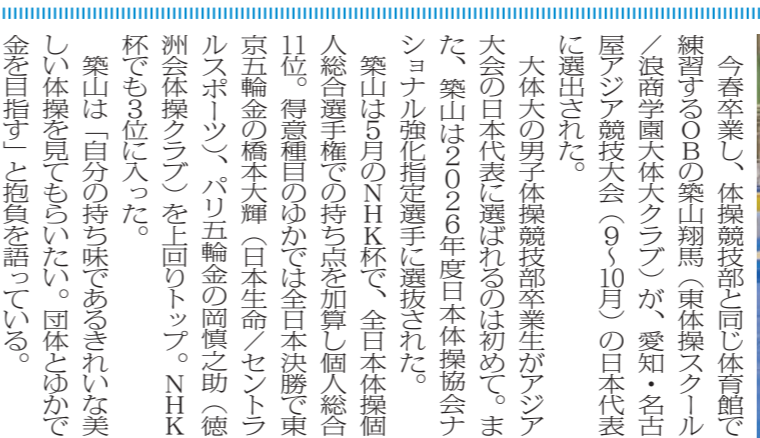 今春卒業し、体操競技部と同じ体育館で
練習するOBの築山翔馬（東体操スクール
／浪商学園大体大クラブ）が、愛知・名古
屋アジア競技大会（9〜10月）の日本代表
に選出された。
　大体大の男子体操競技部卒業生がアジア
大会の日本代表に選ばれるのは初めて。ま
た、築山は2026年度日本体操協会ナ
ショナル強化指定選手に選抜された。
　築山は5月のNHK杯で、全日本体操個
人総合選手権での持ち点を加算し個人総合
11位。得意種目のゆかでは全日本決勝で東
京五輪金の橋本大輝（日本生命／セントラ
ルスポーツ）、パリ五輪金の岡慎之助（徳
洲会体操クラブ）を上回りトップ。NHK
杯でも3位に入った。
　築山は「自分の持ち味であるきれいな美
しい体操を見てもらいたい。団体とゆかで
金を目指す」と抱負を語っている。